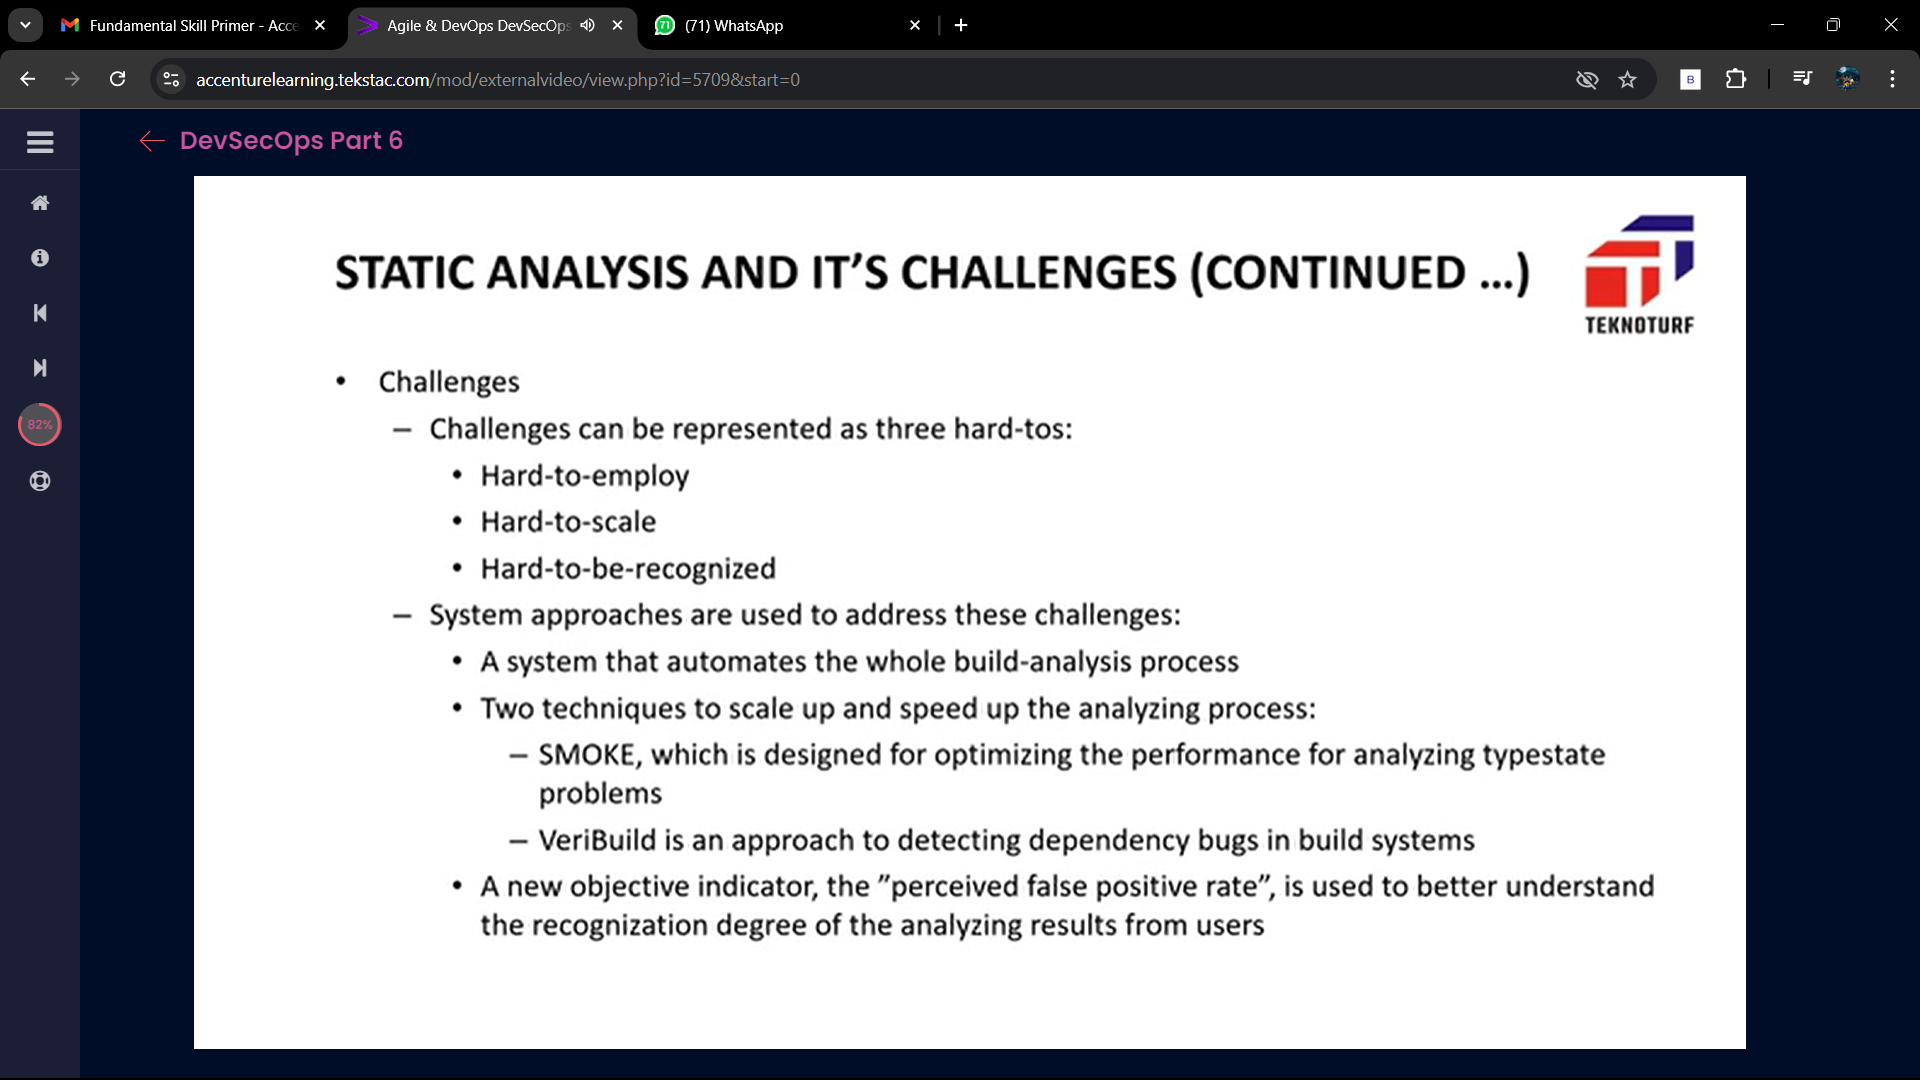 Fundamental Skill Primer - Acce
Agile & DevOps DevSecOps
71
(71) WhatsApp
accenturelearning.tekstac.com/mod/externalvideo/view.php?id=5709&start=0
B
DevSecOps Part 6
STATIC ANALYSIS AND IT’S CHALLENGES (CONTINUED ...)
TEKNOTURF
• Challenges
– Challenges can be represented as three hard-tos:
• Hard-to-employ
• Hard-to-scale
• Hard-to-be-recognized
– System approaches are used to address these challenges:
• A system that automates the whole build-analysis process
• Two techniques to scale up and speed up the analyzing process:
– SMOKE, which is designed for optimizing the performance for analyzing typestate
problems
– VeriBuild is an approach to detecting dependency bugs in build systems
• A new objective indicator, the ”perceived false positive rate”, is used to better understand
the recognization degree of the analyzing results from users
82%